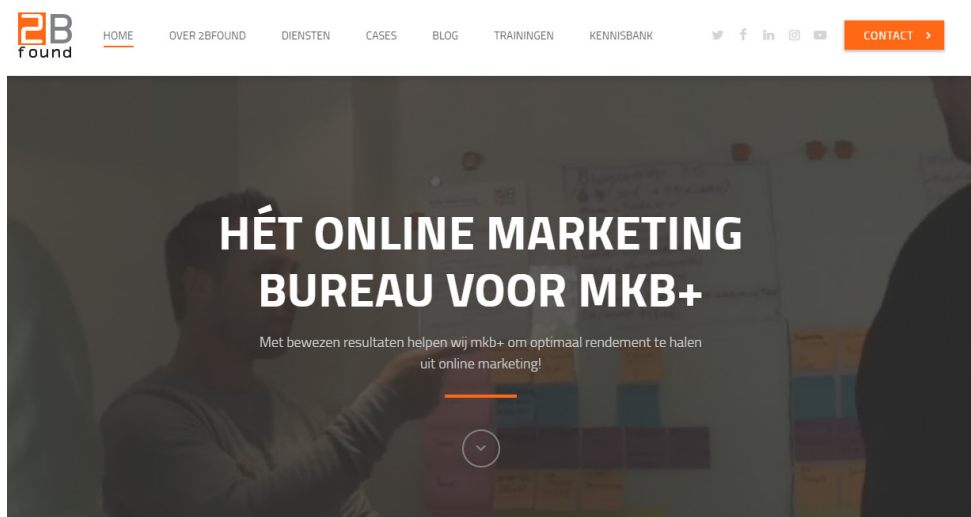 2B
found
HOME OVER 2BFOUND DIENSTEN CASES BLOG TRAININGEN KENNISBANK CONTACT
HÉT ONLINE MARKETING
BUREAU VOOR MKB+
Met bewezen resultaten helpen wij mkb+ om optimaal rendement te halen
uit online marketing!